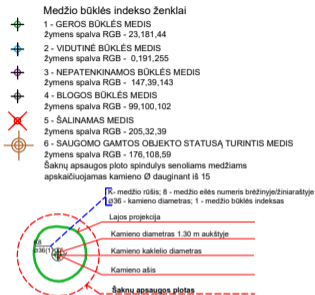 Medžio būklės indekso ženklai
1 - GEROS BŪKLĖS MEDIS
žymens spalva RGB - 23,181,44
2 - VIDUTINĖ BŪKLĖ MEDIS
žymens spalva RGB - 0,191,255
3 - NEPATENKINAMOS BŪKLĖS MEDIS
žymens spalva RGB - 147,39,143
4 - BLOGOS BŪKLĖS MEDIS
žymens spalva RGB - 99,100,102
5 - ŠALINAMAS MEDIS
žymens spalva RGB - 205,32,39
6 - SAUGOMO GAMTOS OBJEKTO STATUSĄ TURINTIS MEDIS
žymens spalva RGB - 176,108,59
Šaknų apsaugos ploto spindulys senoliams medžiams
apskaičiuojamas kamieno Ø dauginant iš 15
K- medžio rūšis; 8 - medžio eilės numeris brėžinyje/žiniaraštyje
Ø36 - kamieno diametras; 1 - medžio būklės indeksas
Lajos projekcija
Kamieno diametras 1.30 m aukštyje
Kamieno kaklelio diametras
Kamieno ašis
Šaknų apsaugos plotas